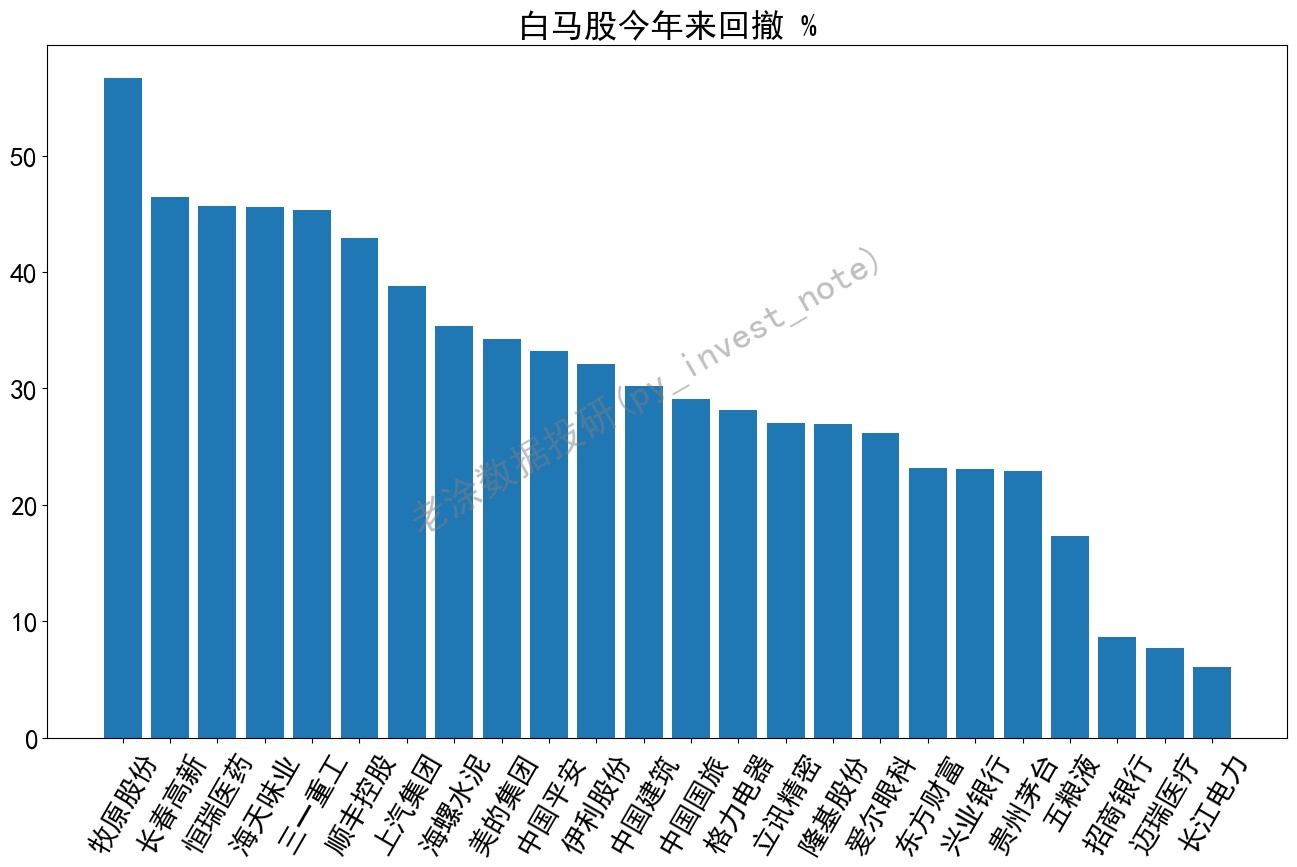 白马股今年来回撤 %
50
40
30
20
10
0
老涂数据投研(py_invest_note)
牧原股份
长春高新
恒瑞医药
海天味业
三一重工
顺丰控股
上汽集团
海螺水泥
美的集团
中国平安
伊利股份
中国建筑
中国国旅
格力电器
立讯精密
隆基股份
爱尔眼科
东方财富
兴业银行
贵州茅台
五粮液
招商银行
迈瑞医疗
长江电力